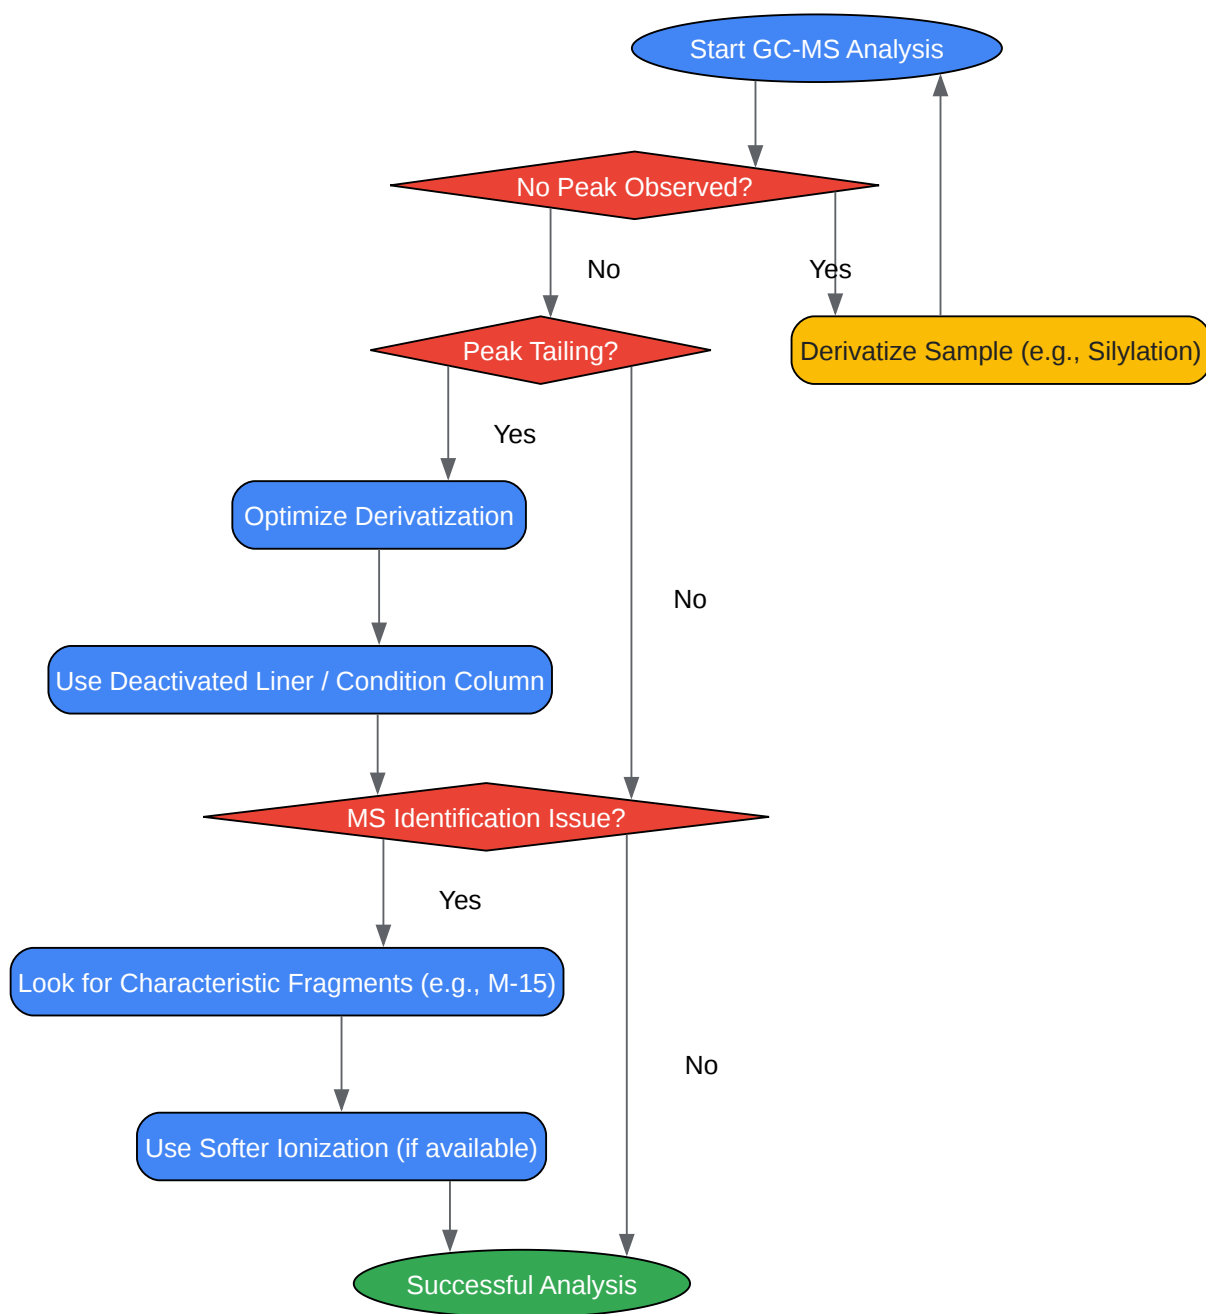 Start GC-MS Analysis
No Peak Observed?
No
Yes
Peak Tailing?
Derivatize Sample (e.g., Silylation)
Yes
Optimize Derivatization
No
Use Deactivated Liner / Condition Column
MS Identification Issue?
Yes
Look for Characteristic Fragments (e.g., M-15)
No
Use Softer Ionization (if available)
Successful Analysis